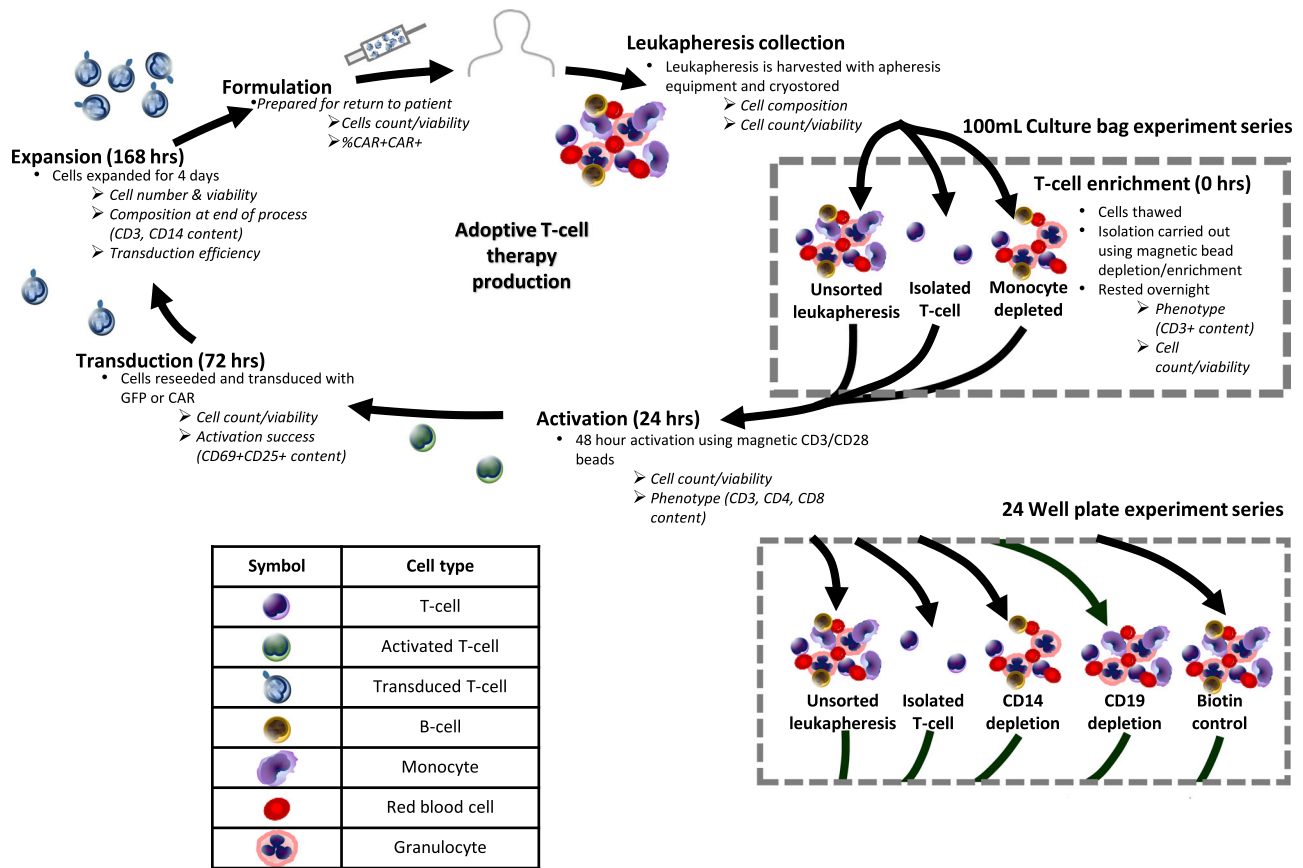 Leukapheresis collection
• Leukapheresis is harvested with apheresis
equipment and cryostored
➢ Cell composition
➢ Cell count/viability
Formulation
•Prepared for return to patient
➢Cells count/viability
➢%CAR+CAR+
100mL Culture bag experiment series
T-cell enrichment (0 hrs)
• Cells thawed
• Isolation carried out
using magnetic bead
depletion/enrichment
• Rested overnight
➢ Phenotype
(CD3+ content)
➢ Cell
count/viability
Unsorted
leukapheresis
Isolated
T-cell
Monocyte
depleted
Expansion (168 hrs)
• Cells expanded for 4 days
➢ Cell number & viability
➢ Composition at end of process
(CD3, CD14 content)
➢ Transduction efficiency
Adoptive T-cell
therapy
production
Transduction (72 hrs)
• Cells reseeded and transduced with
GFP or CAR
➢ Cell count/viability
➢ Activation success
(CD69+CD25+ content)
Activation (24 hrs)
• 48 hour activation using magnetic CD3/CD28
beads
➢ Cell count/viability
➢ Phenotype (CD3, CD4, CD8
content)
24 Well plate experiment series
Unsorted
leukapheresis
Isolated
T-cell
CD14
depletion
CD19
depletion
Biotin
control
Symbol Cell type
T-cell
Activated T-cell
Transduced T-cell
B-cell
Monocyte
Red blood cell
Granulocyte